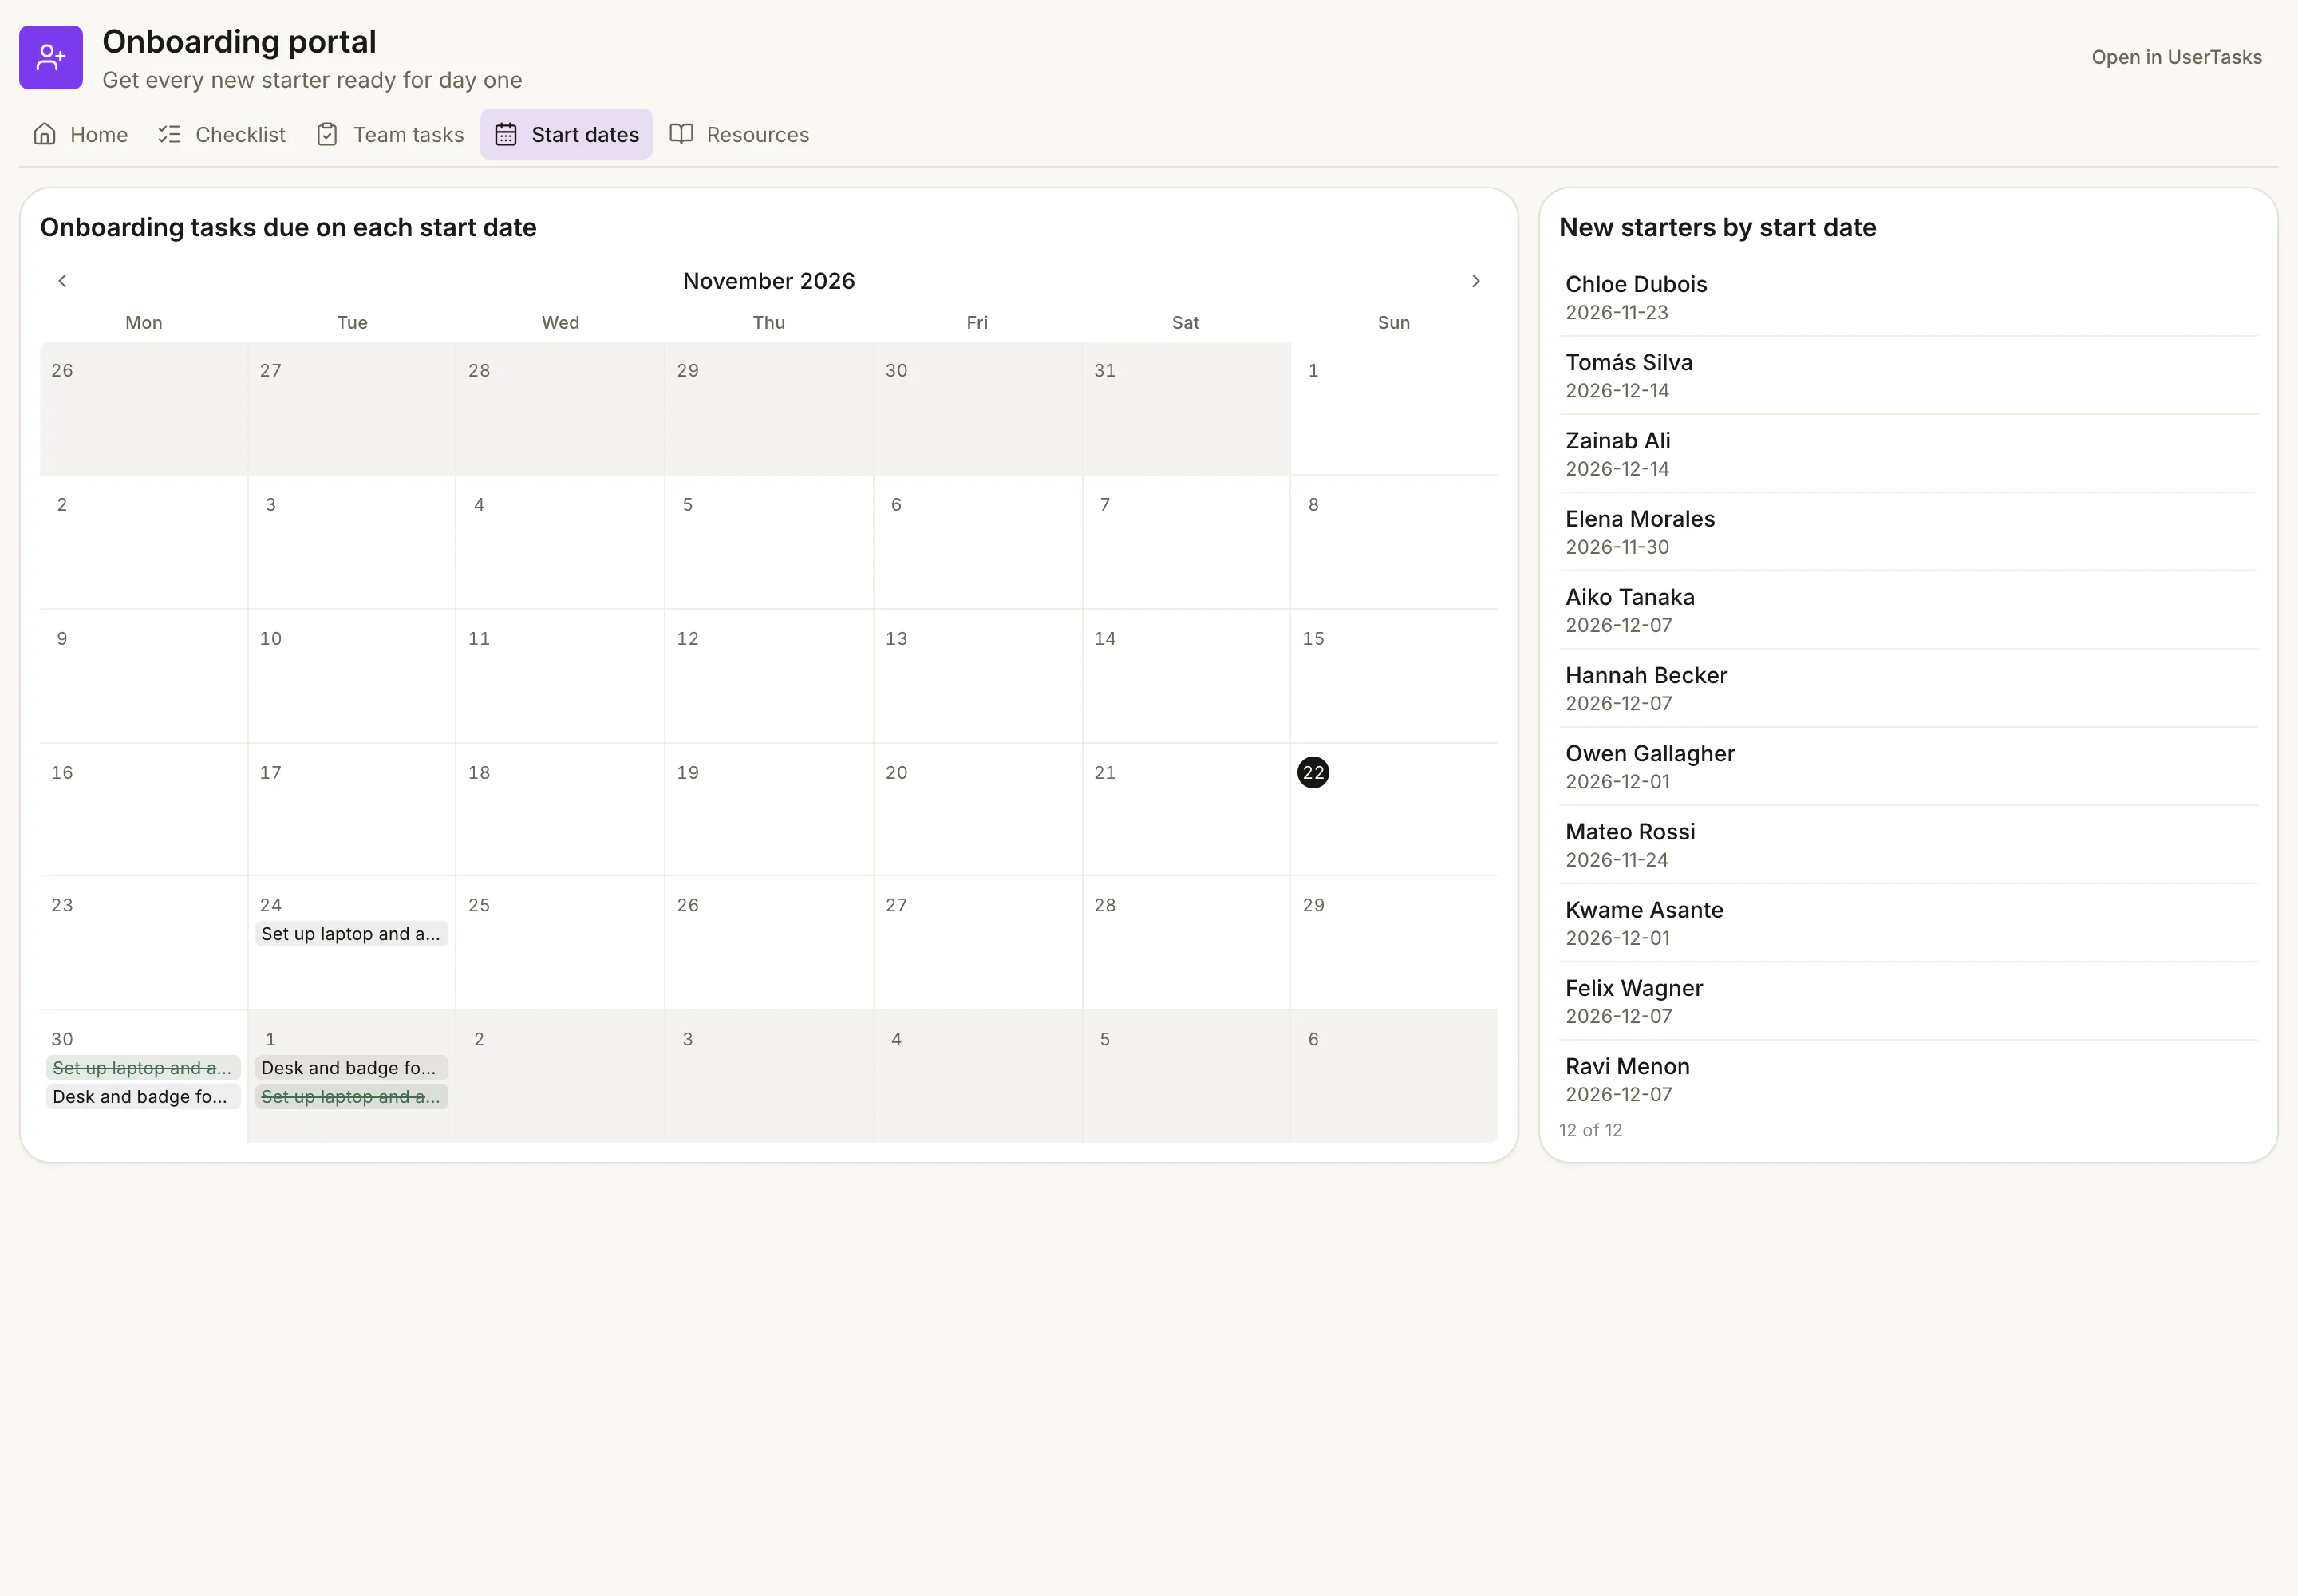 Onboarding portal
Get every new starter ready for day one
Open in UserTasks
Home
Checklist
Team tasks
Start dates
Resources
Onboarding tasks due on each start date
November 2026
Mon Tue Wed Thu Fri Sat Sun
26 27 28 29 30 31 1
2 3 4 5 6 7 8
9 10 11 12 13 14 15
16 17 18 19 20 21 22
23 24 25 26 27 28 29
Set up laptop and a...
30 1 2 3 4 5 6
Set up laptop and a... Desk and badge fo...
Desk and badge fo... Set up laptop and a...
New starters by start date
Chloe Dubois
2026-11-23
Tomás Silva
2026-12-14
Zainab Ali
2026-12-14
Elena Morales
2026-11-30
Aiko Tanaka
2026-12-07
Hannah Becker
2026-12-07
Owen Gallagher
2026-12-01
Mateo Rossi
2026-11-24
Kwame Asante
2026-12-01
Felix Wagner
2026-12-07
Ravi Menon
2026-12-07
12 of 12